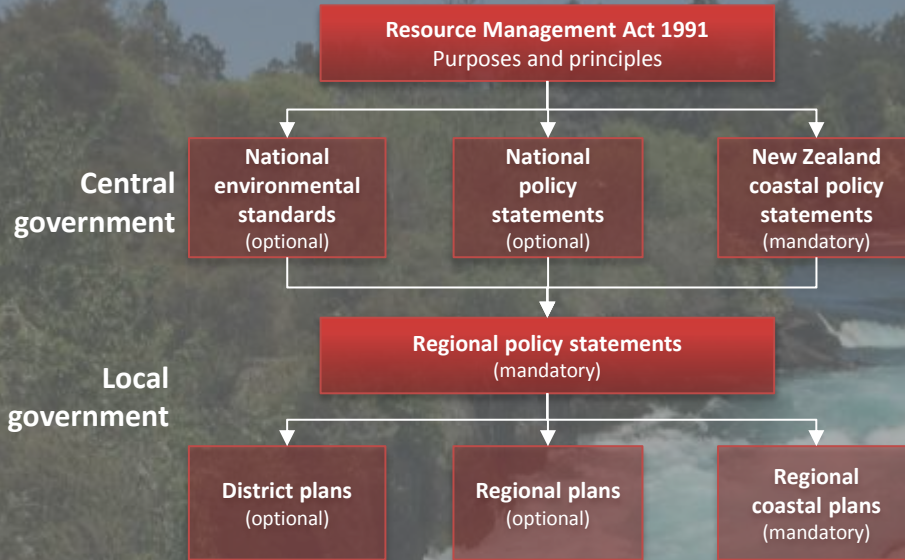 Resource Management Act 1991
Purposes and principles
Central
government
National
environmental
standards
(optional)
National
policy
statements
(optional)
New Zealand
coastal policy
statements
(mandatory)
Regional policy statements
(mandatory)
Local
government
District plans
(optional)
Regional plans
(optional)
Regional
coastal plans
(mandatory)